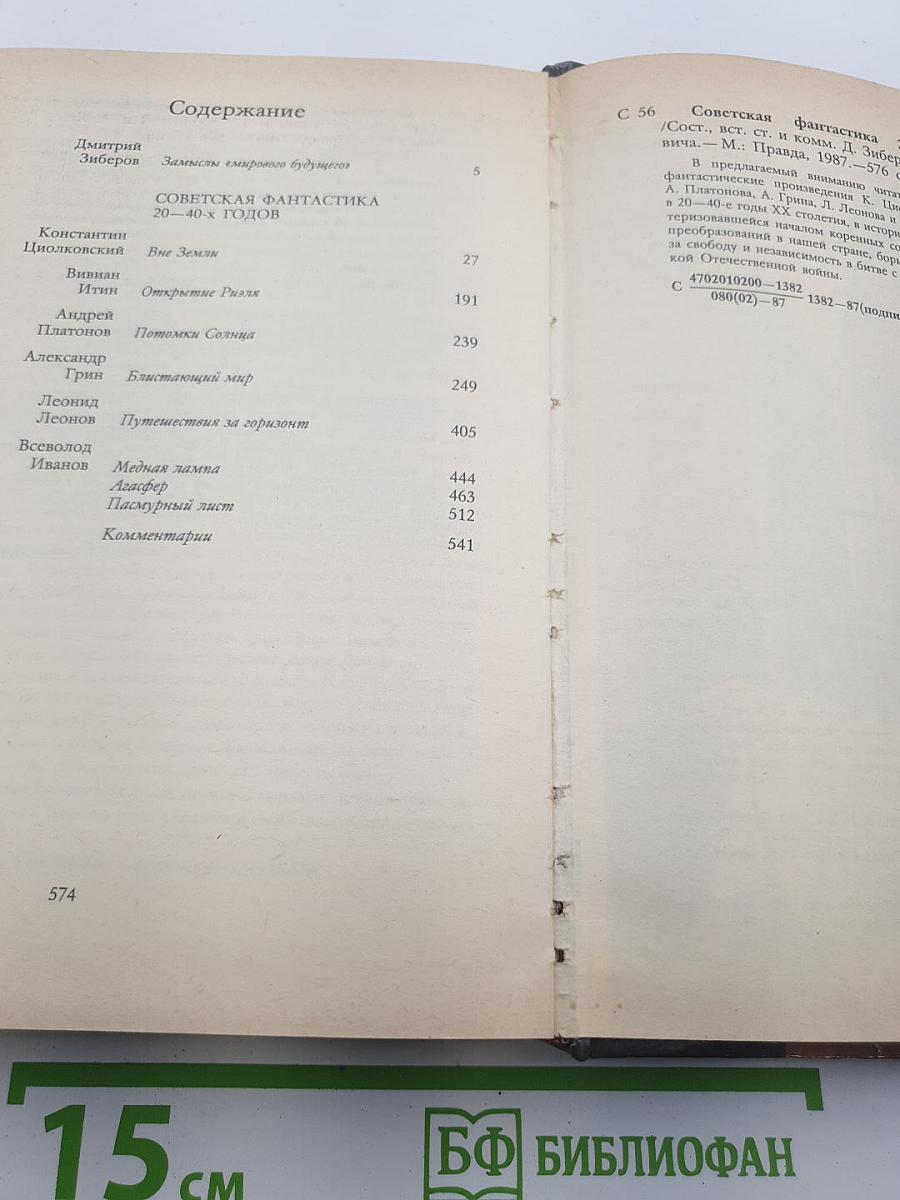 Содержание
Дмитрий
Зиберов Замыслы «мирового будущего» 5
СОВЕТСКАЯ ФАНТАСТИКА
20—40-х ГОДОВ
Константин
Циолковский Вне Земли 27
Вивиан
Итин Открытие Риэля 191
Андрей
Платонов Потомки Солнца 239
Александр
Грин Блистающий мир 249
Леонид
Леонов Путешествия за горизонт 405
Всеволод
Иванов Медная лампа 444
Агасфер 463
Пасмурный лист 512
Комментарии 541
574
С 56 Советская фантастика
/Сост., вст. ст. и комм. Д. Зибер
вича.— М.: Правда, 1987.—576 с
В предлагаемый вниманию читат
фантастические произведения К. Цис
А. Платонова, А. Грина, Л. Леонова и
в 20—40-е годы XX столетия, в истори
теризовавшейся началом коренных со
преобразований в нашей стране, борь
за свободу и независимость в битве с
кой Отечественной войны.
С 4702010200—1382
080(02)—87 1382—87(подпи
15 см
БФ БИБЛИОФАН